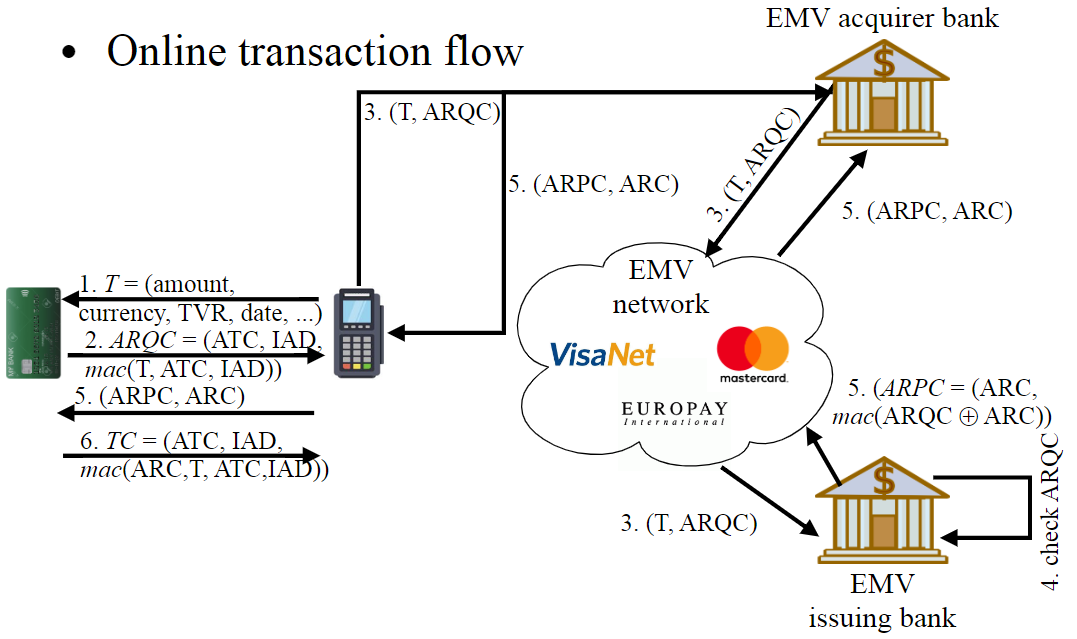 • Online transaction flow
EMV acquirer bank
3. (T, ARQC)
3. (T, ARQC)
5. (ARPC, ARC)
5. (ARPC, ARC)
1. T = (amount,
currency, TVR, date, ...)
2. ARQC = (ATC, IAD,
mac(T, ATC, IAD))
5. (ARPC, ARC)
6. TC = (ATC, IAD,
mac(ARC,T, ATC,IAD))
EMV
network
VisaNet
mastercard.
EUROPAY
International
5. (ARPC = (ARC,
mac(ARQC ⊕ ARC))
3. (T, ARQC)
4. check ARQC
EMV
issuing bank